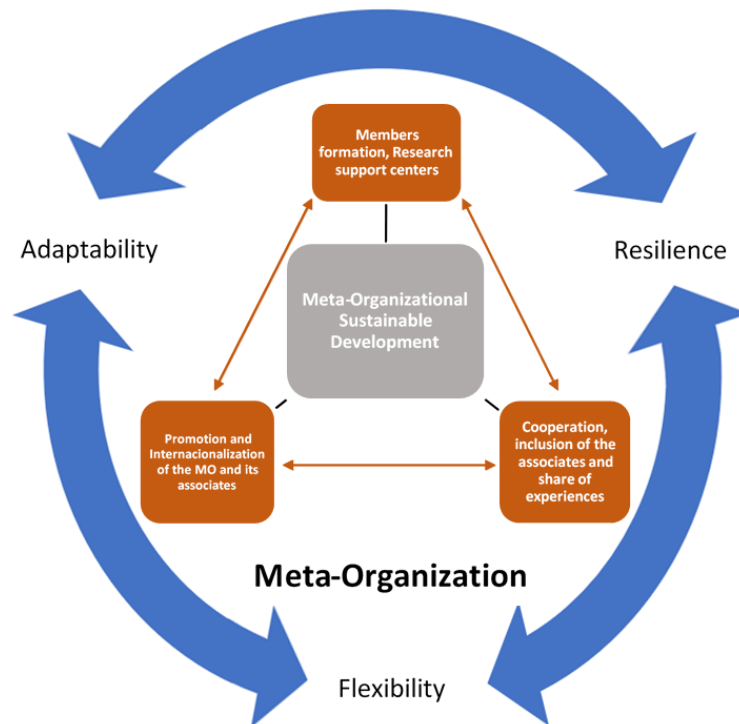 Members
formation, Research
support centers
Adaptability
Resilience
Meta-Organizational
Sustainable
Development
Promotion and
Internacionalization
of the MO and its
associates
Cooperation,
inclusion of the
associates and
share of
experiences
Meta-Organization
Flexibility